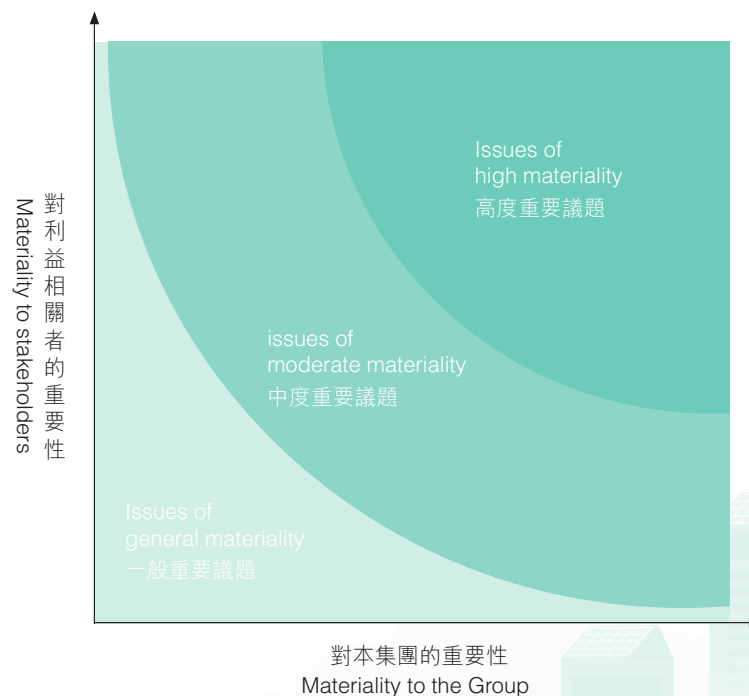 對利益相關者的重要性
Materiality to stakeholders
Issues of
high materiality
高度重要議題
issues of
moderate materiality
中度重要議題
Issues of
general materiality
一般重要議題
對本集團的重要性
Materiality to the Group